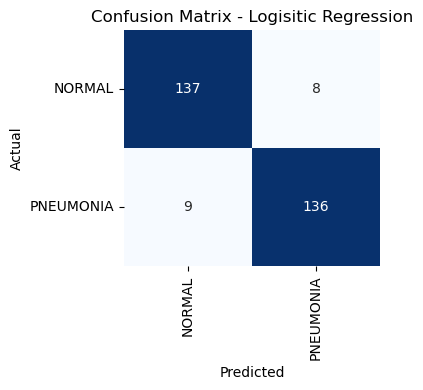 Confusion Matrix - Logisitic Regression
Actual
NORMAL 137 8
PNEUMONIA 9 136
NORMAL PNEUMONIA
Predicted